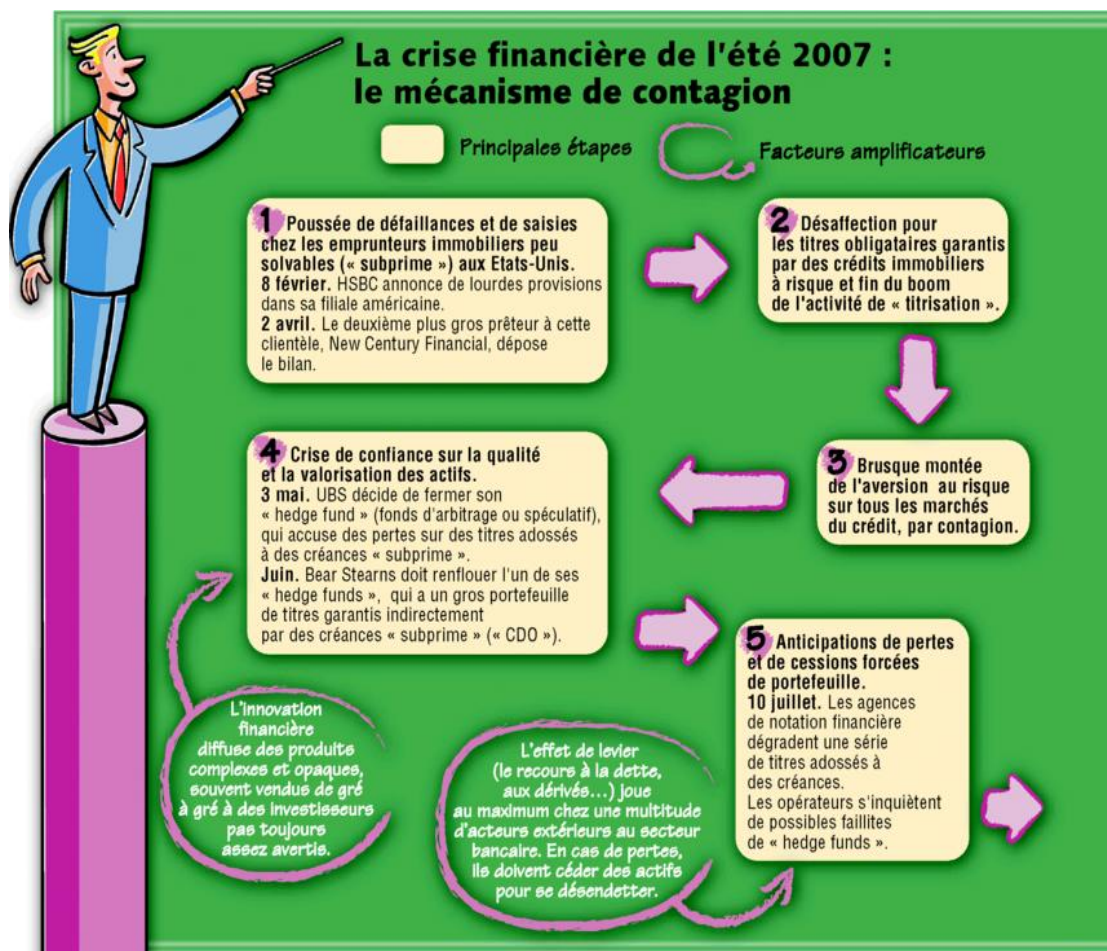 La crise financière de l'été 2007 :
le mécanisme de contagion
Principales étapes
Facteurs amplificateurs
1 Poussée de défaillances et de saisies
chez les emprunteurs immobiliers peu
solvables (« subprime ») aux Etats-Unis.
8 février. HSBC annonce de lourdes provisions
dans sa filiale américaine.
2 avril. Le deuxième plus gros prêteur à cette
clientèle, New Century Financial, dépose
le bilan.
2 Désaffection pour
les titres obligataires garantis
par des crédits immobiliers
à risque et fin du boom
de l'activité de « titrisation ».
3 Brusque montée
de l'aversion au risque
sur tous les marchés
du crédit, par contagion.
4 Crise de confiance sur la qualité
et la valorisation des actifs.
3 mai. UBS décide de fermer son
« hedge fund » (fonds d'arbitrage ou spéculatif),
qui accuse des pertes sur des titres adossés
à des créances « subprime ».
Juin. Bear Stearns doit renflouer l'un de ses
« hedge funds », qui a un gros portefeuille
de titres garantis indirectement
par des créances « subprime » (« CDO »).
L'innovation
financière
diffuse des produits
complexes et opaques,
souvent vendus de gré
à gré à des investisseurs
pas toujours
assez avertis.
L'effet de levier
(le recours à la dette,
aux dérivés...) joue
au maximum chez une multitude
d'acteurs extérieurs au secteur
bancaire. En cas de pertes,
ils doivent céder des actifs
pour se désendetter.
5 Anticipations de pertes
et de cessions forcées
de portefeuille.
10 juillet. Les agences
de notation financière
dégradent une série
de titres adossés à
des créances.
Les opérateurs s'inquiètent
de possibles faillites
de « hedge funds ».